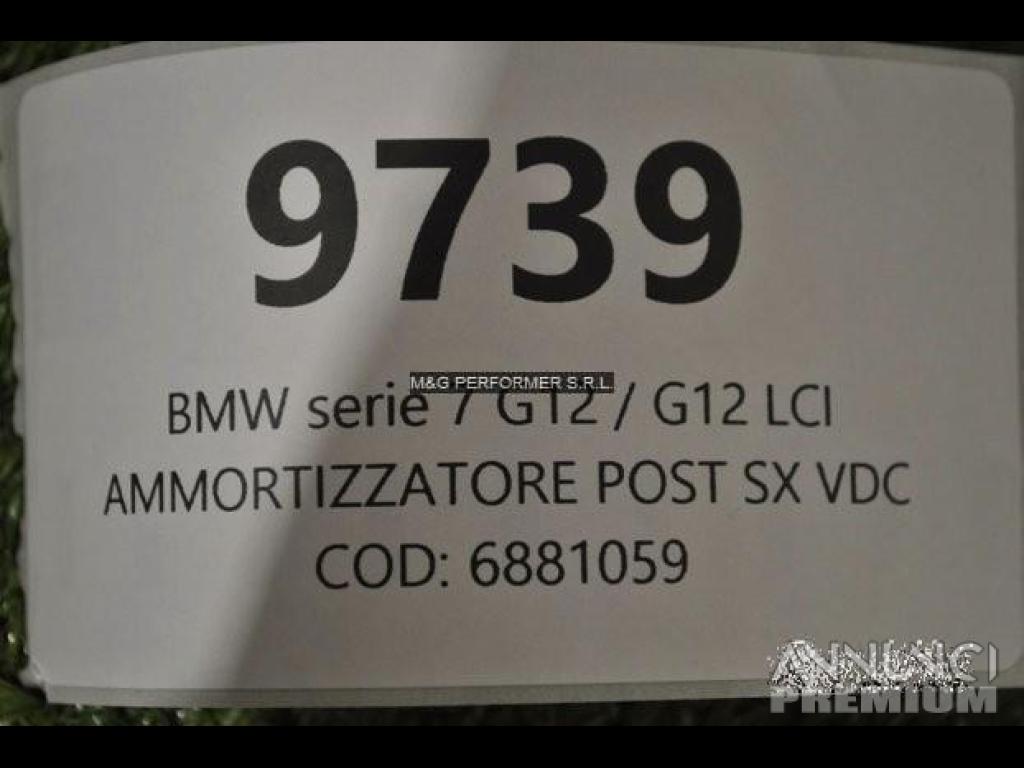 9739
M&G PERFORMER S.R.L.
BMW serie 7 G12 / G12 LCI
AMMORTIZZATORE POST SX VDC
COD: 6881059
ANNUNCI
PREMIUM